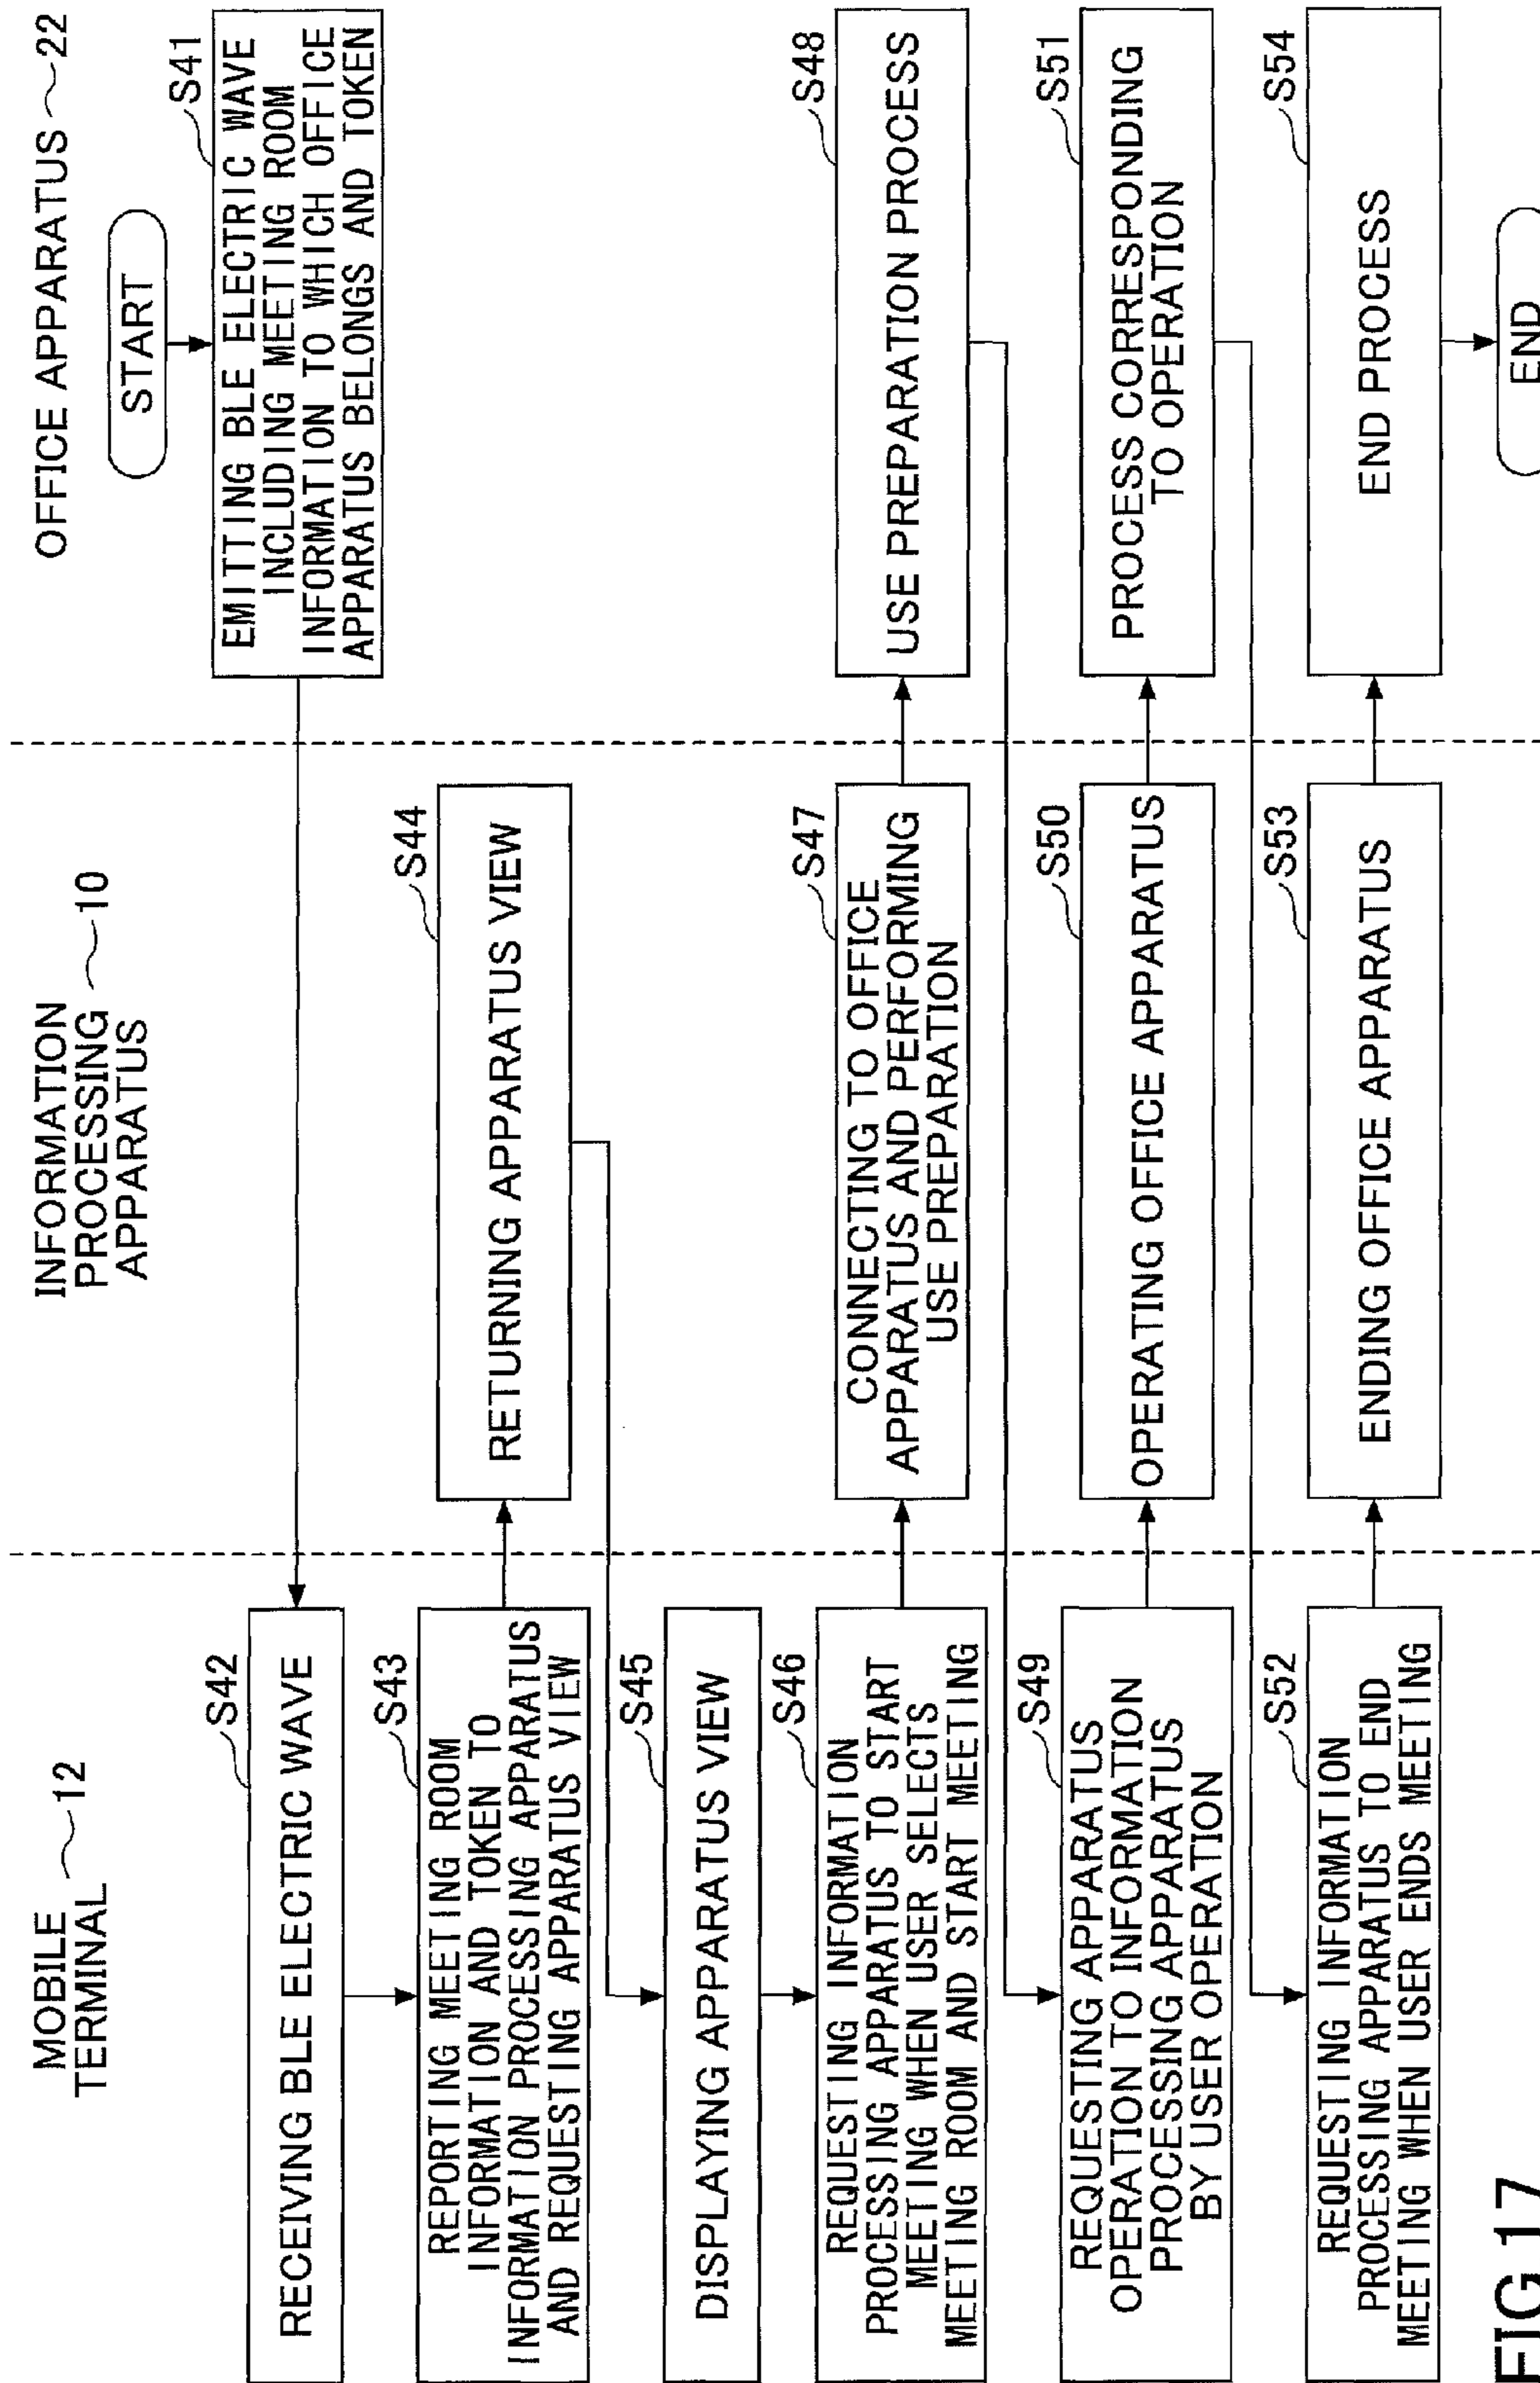 MOBILE
TERMINAL ~12
INFORMATION
PROCESSING ~10
APPARATUS
OFFICE APPARATUS ~22
START
S41
EMITTING BLE ELECTRIC WAVE
INCLUDING MEETING ROOM
INFORMATION TO WHICH OFFICE
APPARATUS BELONGS AND TOKEN
S42
RECEIVING BLE ELECTRIC WAVE
S43
REPORTING MEETING ROOM
INFORMATION AND TOKEN TO
INFORMATION PROCESSING APPARATUS
AND REQUESTING APPARATUS VIEW
S44
RETURNING APPARATUS VIEW
S45
DISPLAYING APPARATUS VIEW
S46
REQUESTING INFORMATION
PROCESSING APPARATUS TO START
MEETING WHEN USER SELECTS
MEETING ROOM AND START MEETING
S47
CONNECTING TO OFFICE
APPARATUS AND PERFORMING
USE PREPARATION
S48
USE PREPARATION PROCESS
S49
REQUESTING APPARATUS
OPERATION TO INFORMATION
PROCESSING APPARATUS
BY USER OPERATION
S50
OPERATING OFFICE APPARATUS
S51
PROCESS CORRESPONDING
TO OPERATION
S52
REQUESTING INFORMATION
PROCESSING APPARATUS TO END
MEETING WHEN USER ENDS MEETING
S53
ENDING OFFICE APPARATUS
S54
END PROCESS
END
FIG.17